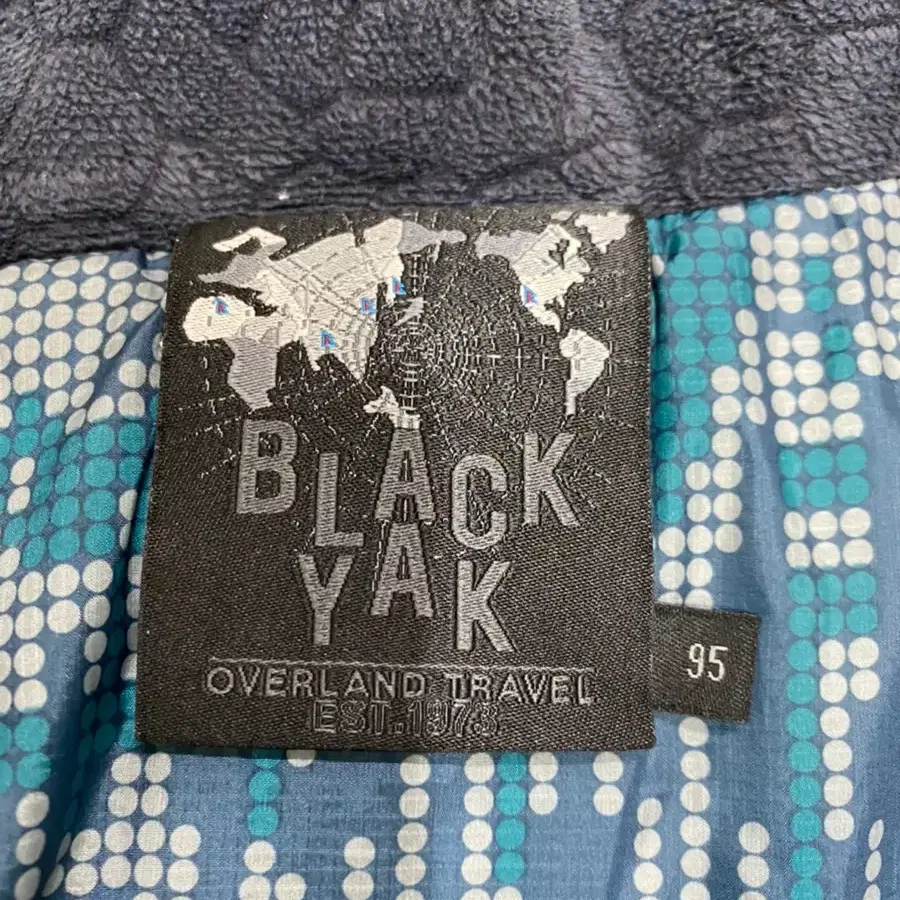 BLACK
YAK
OVERLAND TRAVEL
EST.1973
95